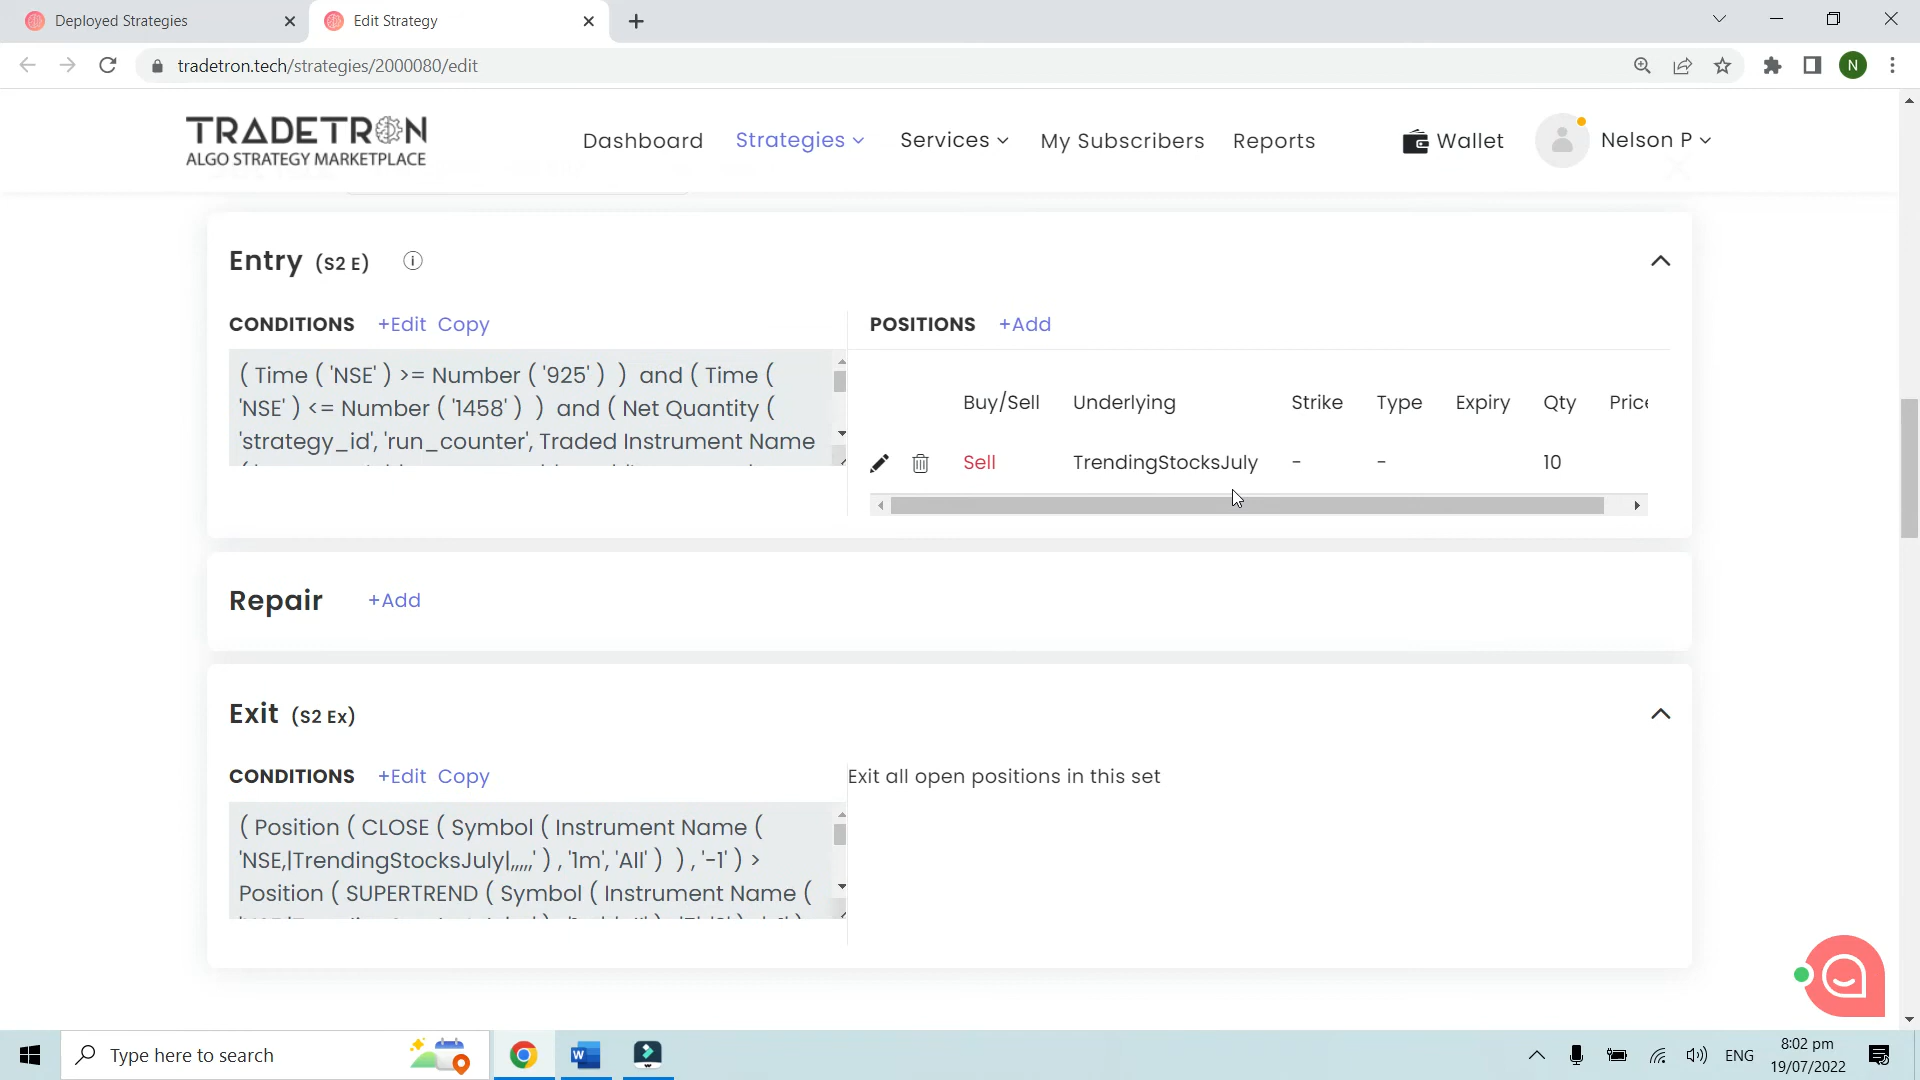 Deployed Strategies
Edit Strategy
tradetron.tech/strategies/2000080/edit
N
TRADETRON
ALGO STRATEGY MARKETPLACE
Dashboard
Strategies
Services
My Subscribers
Reports
Wallet
Nelson P
Entry (S2 E)
CONDITIONS +Edit Copy
( Time ( 'NSE' ) >= Number ( '925' ) ) and ( Time (
'NSE' ) <= Number ( '1458' ) ) and ( Net Quantity (
'strategy_id', 'run_counter', Traded Instrument Name
POSITIONS +Add
Buy/Sell Underlying Strike Type Expiry Qty Price
Sell TrendingStocksJuly - - 10
Repair +Add
Exit (S2 Ex)
CONDITIONS +Edit Copy
( Position ( CLOSE ( Symbol ( Instrument Name (
'NSE,|TrendingStocksJuly|,,,,,' ) , '1m', 'All' ) ) , '-1' ) >
Position ( SUPERTREND ( Symbol ( Instrument Name (
Exit all open positions in this set
Type here to search
ENG
8:02 pm
19/07/2022